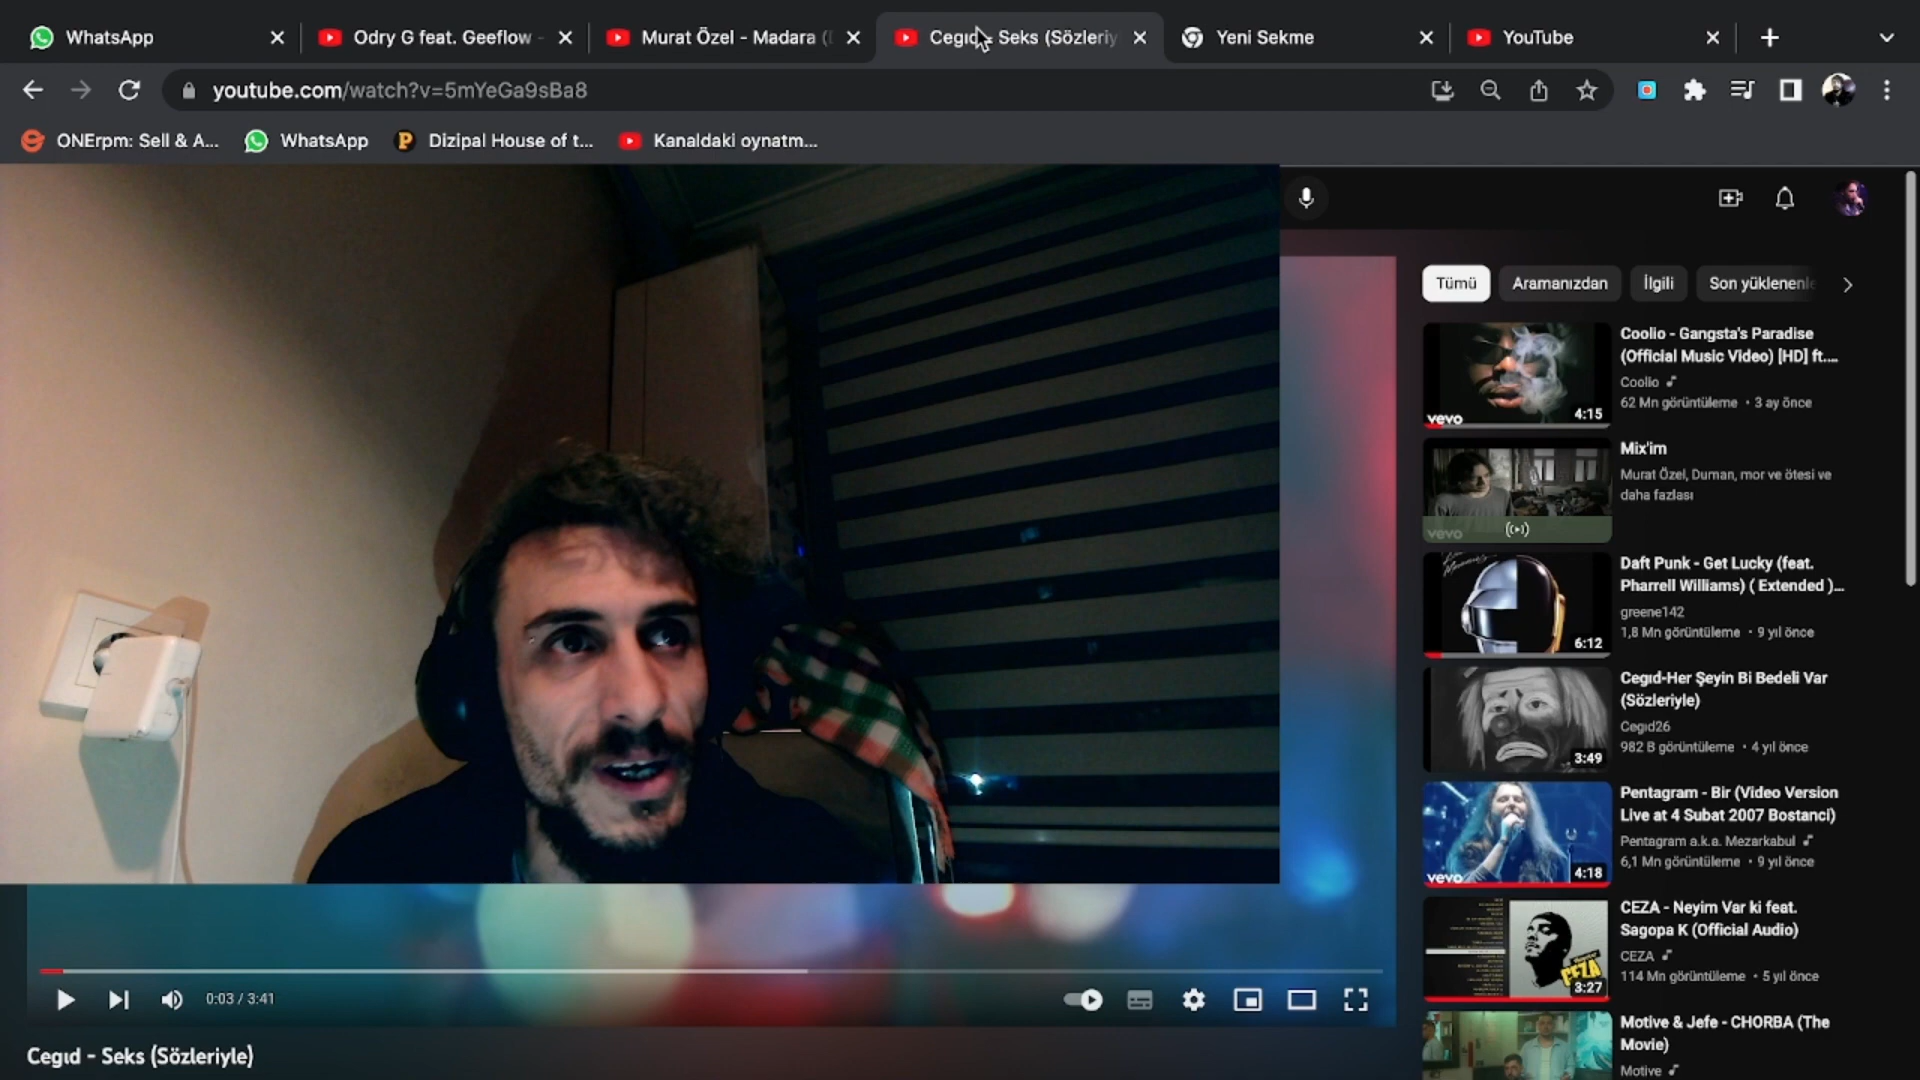 WhatsApp
Odry G feat. Geeflow -
Murat Özel - Madara (
Cegıd - Seks (Sözleriy
Yeni Sekme
YouTube
youtube.com/watch?v=5mYeGa9sBa8
ONErpm: Sell & A...
WhatsApp
Dizipal House of t...
Kanaldaki oynatm...
Tümü
Aramanızdan
İlgili
Son yüklenenle
Coolio - Gangsta's Paradise
(Official Music Video) [HD] ft....
Coolio
62 Mn görüntüleme • 3 ay önce
vevo
4:15
Mix'im
Murat Özel, Duman, mor ve ötesi ve
daha fazlası
vevo
Daft Punk - Get Lucky (feat.
Pharrell Williams) ( Extended )...
greene142
1,8 Mn görüntüleme • 9 yıl önce
6:12
Cegıd-Her Şeyin Bi Bedeli Var
(Sözleriyle)
Cegıd26
982 B görüntüleme • 4 yıl önce
3:49
Pentagram - Bir (Video Version
Live at 4 Subat 2007 Bostanci)
Pentagram a.k.a. Mezarkabul
6,1 Mn görüntüleme • 9 yıl önce
vevo
4:18
CEZA - Neyim Var ki feat.
Sagopa K (Official Audio)
CEZA
114 Mn görüntüleme • 5 yıl önce
CEZA
3:27
Motive & Jefe - CHORBA (The
Movie)
Motive
0:03 / 3:41
Cegıd - Seks (Sözleriyle)